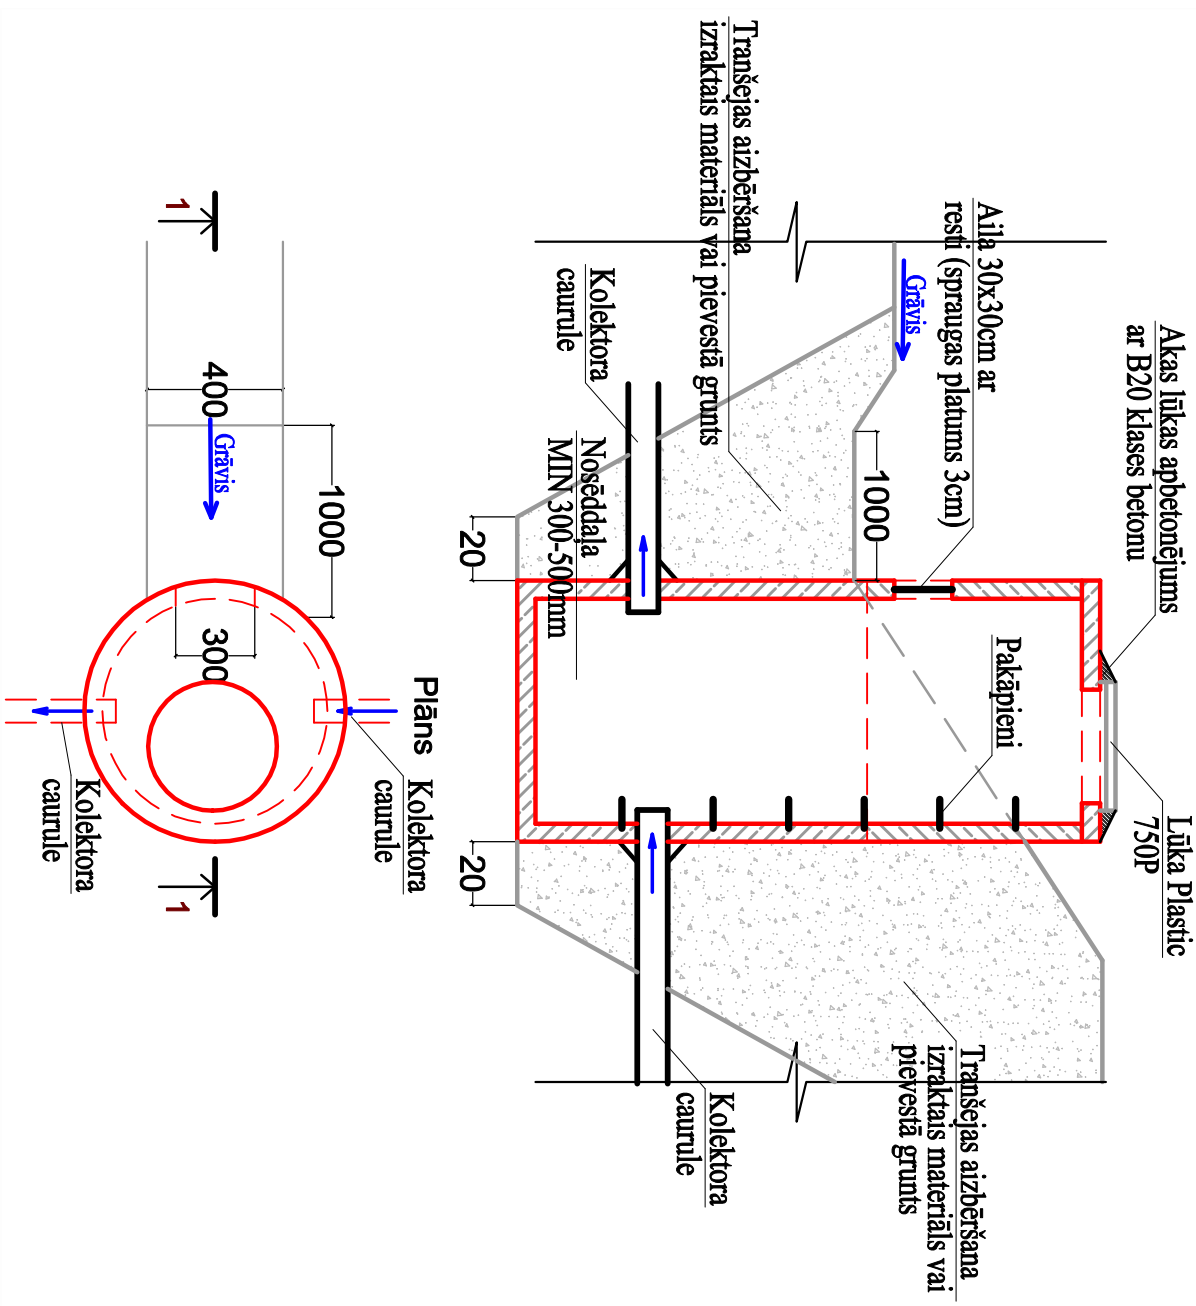 Akas lūkas apbetonējums
ar B20 klases betonu
Lūka Plastic
750P
Aila 30x30cm ar
resti (spraugas platums 3cm)
Grāvis
Pakāpieni
1000
Tranšejas aizbēršana
izraktais materiāls vai pievestā grunts
Tranšejas aizbēršana
izraktais materiāls vai
pievestā grunts
Kolektora
caurule
Nosēddaļa
MIN 300-500mm
Kolektora
caurule
20
20
Plāns
1
1
400
Grāvis
1000
300
Kolektora
caurule
Kolektora
caurule